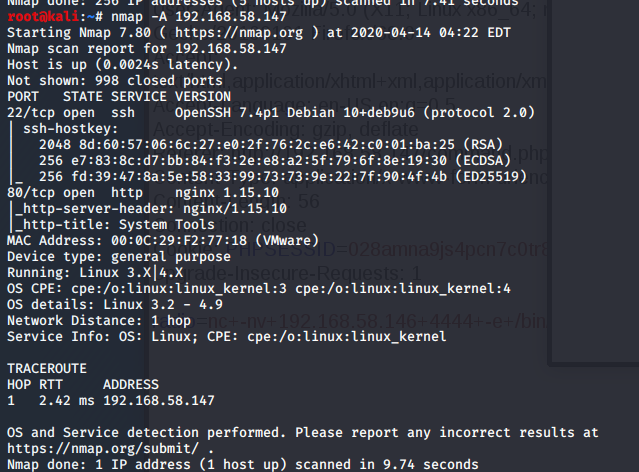 Nmap done: 256 IP addresses (5 hosts up) scanned in 7.41 seconds
root@kali:~# nmap -A 192.168.58.147
Starting Nmap 7.80 ( https://nmap.org ) at 2020-04-14 04:22 EDT
Nmap scan report for 192.168.58.147
Host is up (0.0024s latency).
Not shown: 998 closed ports
PORT   STATE SERVICE VERSION
22/tcp open  ssh     OpenSSH 7.4p1 Debian 10+deb9u6 (protocol 2.0)
| ssh-hostkey:
|   2048 8d:60:57:06:6c:27:e0:2f:76:2c:e6:42:c0:01:ba:25 (RSA)
|   256 e7:83:8c:d7:bb:84:f3:2e:e8:a2:5f:79:6f:8e:19:30 (ECDSA)
|_  256 fd:39:47:8a:5e:58:33:99:73:73:9e:22:7f:90:4f:4b (ED25519)
80/tcp open  http    nginx 1.15.10
|_http-server-header: nginx/1.15.10
|_http-title: System Tools
MAC Address: 00:0C:29:F2:77:18 (VMware)
Device type: general purpose
Running: Linux 3.X|4.X
OS CPE: cpe:/o:linux:linux_kernel:3 cpe:/o:linux:linux_kernel:4
OS details: Linux 3.2 - 4.9
Network Distance: 1 hop
Service Info: OS: Linux; CPE: cpe:/o:linux:linux_kernel
TRACEROUTE
HOP RTT     ADDRESS
1   2.42 ms 192.168.58.147
OS and Service detection performed. Please report any incorrect results at
https://nmap.org/submit/ .
Nmap done: 1 IP address (1 host up) scanned in 9.74 seconds